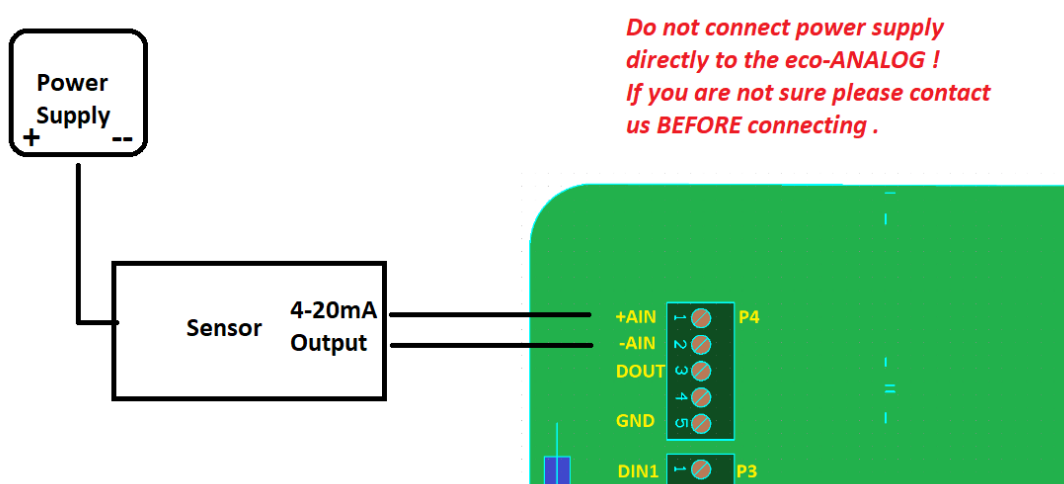 Do not connect power supply
directly to the eco-ANALOG !
If you are not sure please contact
us BEFORE connecting .
Power
Supply
+ --
Sensor
4-20mA
Output
+AIN 1 P4
-AIN 2
DOUT 3
4
GND 5
DIN1 1 P3